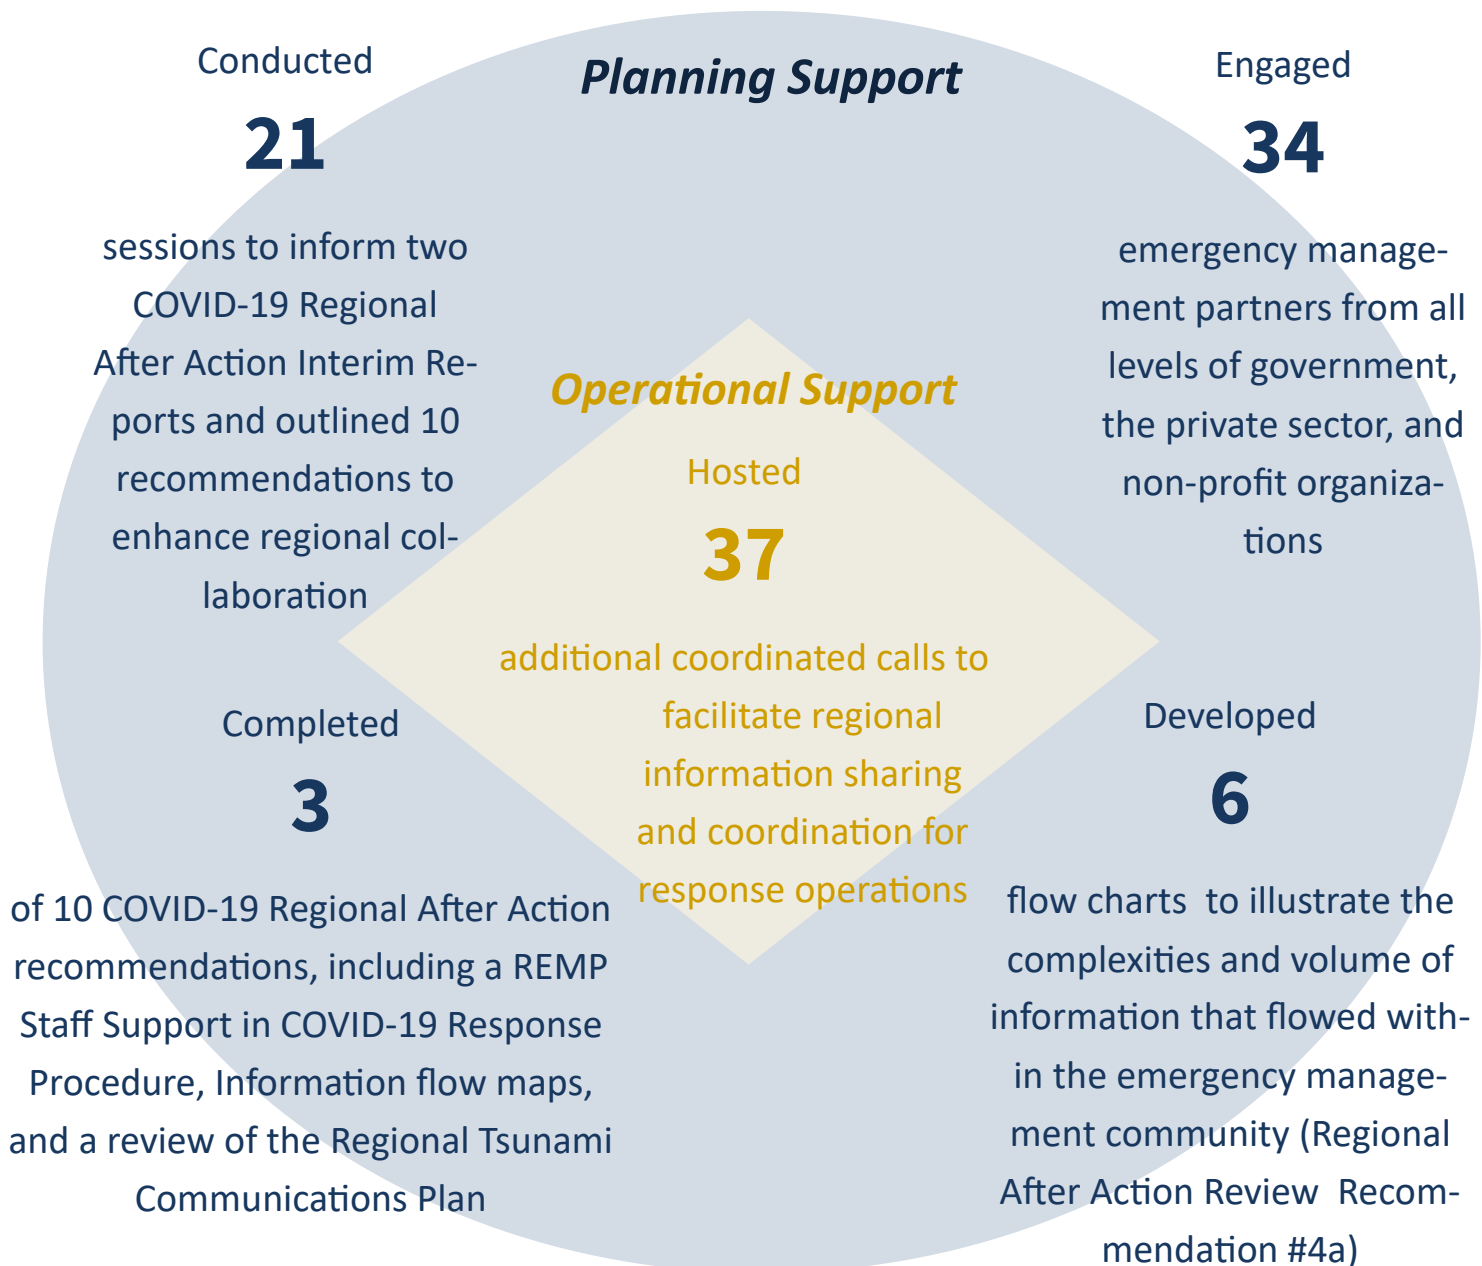 Planning Support
Conducted
21
sessions to inform two
COVID-19 Regional
After Action Interim Re-
ports and outlined 10
recommendations to
enhance regional col-
laboration
Engaged
34
emergency manage-
ment partners from all
levels of government,
the private sector, and
non-profit organiza-
tions
Operational Support
Hosted
37
additional coordinated calls to
facilitate regional
information sharing
and coordination for
response operations
Completed
3
of 10 COVID-19 Regional After Action
recommendations, including a REMP
Staff Support in COVID-19 Response
Procedure, Information flow maps,
and a review of the Regional Tsunami
Communications Plan
Developed
6
flow charts  to illustrate the
complexities and volume of
information that flowed with-
in the emergency manage-
ment community (Regional
After Action Review  Recom-
mendation #4a)